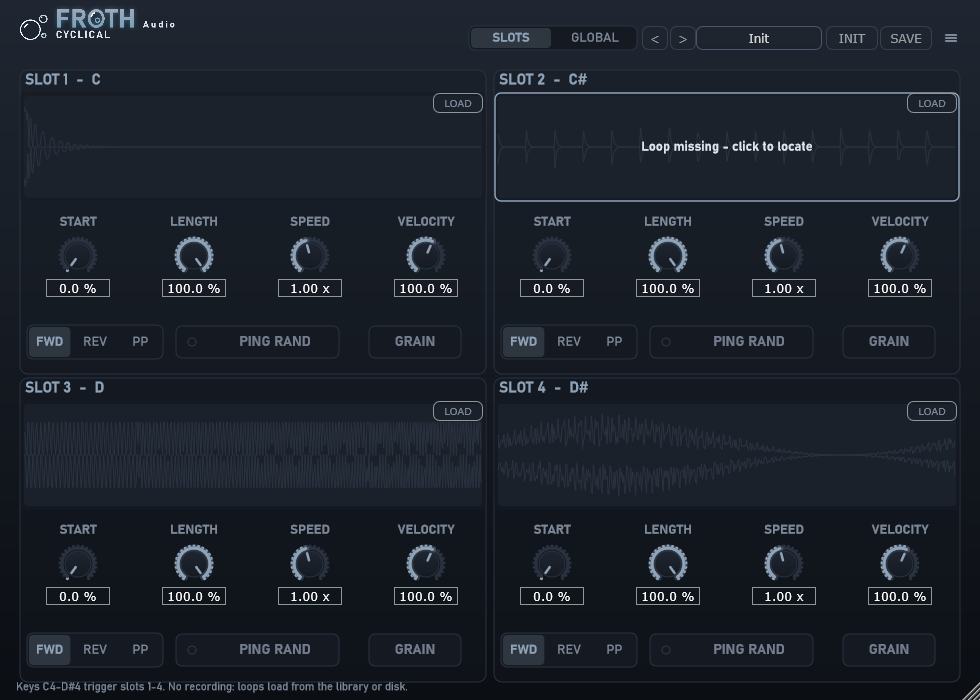 FROTH Audio
CYCLICAL
SLOTS GLOBAL < > Init INIT SAVE
SLOT 1 - C
LOAD
START LENGTH SPEED VELOCITY
0.0 % 100.0 % 1.00 x 100.0 %
FWD REV PP PING RAND GRAIN
SLOT 2 - C#
LOAD
Loop missing - click to locate
START LENGTH SPEED VELOCITY
0.0 % 100.0 % 1.00 x 100.0 %
FWD REV PP PING RAND GRAIN
SLOT 3 - D
LOAD
START LENGTH SPEED VELOCITY
0.0 % 100.0 % 1.00 x 100.0 %
FWD REV PP PING RAND GRAIN
SLOT 4 - D#
LOAD
START LENGTH SPEED VELOCITY
0.0 % 100.0 % 1.00 x 100.0 %
FWD REV PP PING RAND GRAIN
Keys C4-D#4 trigger slots 1-4. No recording: loops load from the library or disk.